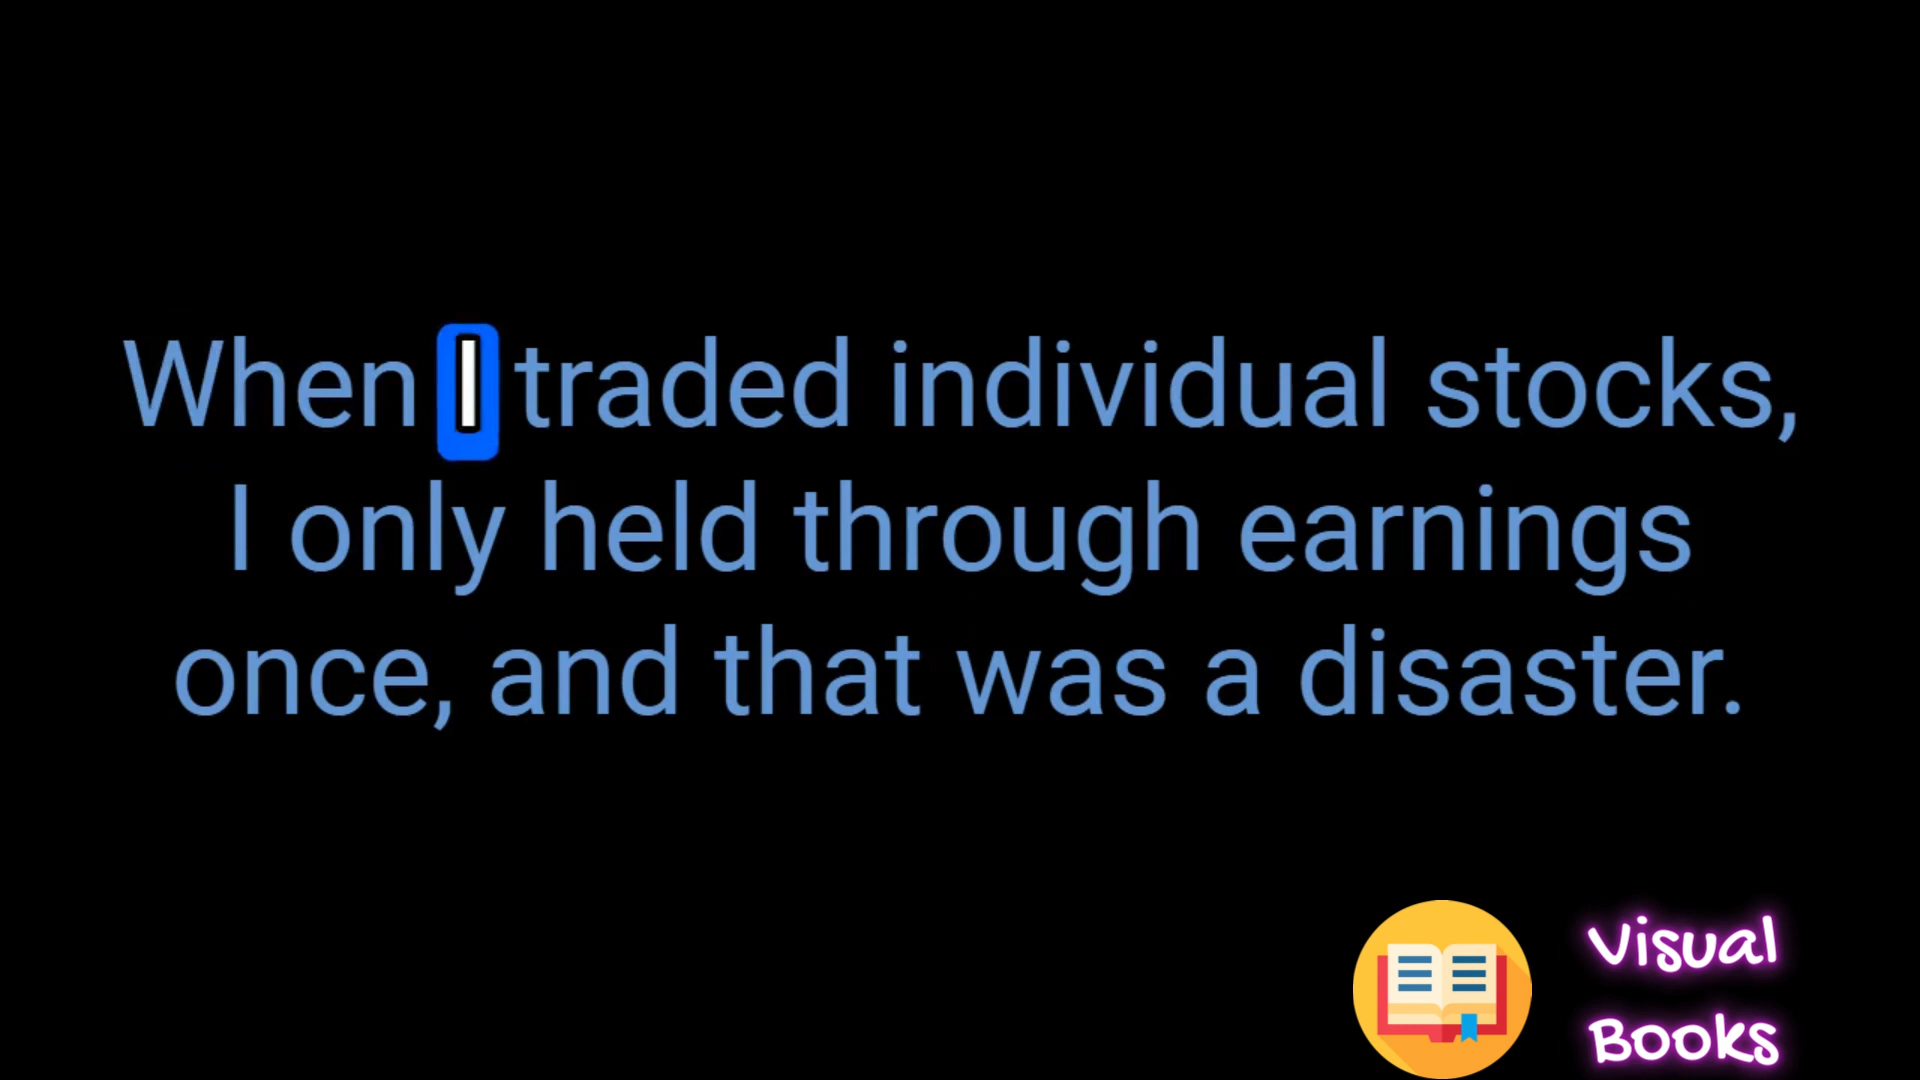 When I traded individual stocks,
I only held through earnings
once, and that was a disaster.
Visual
Books